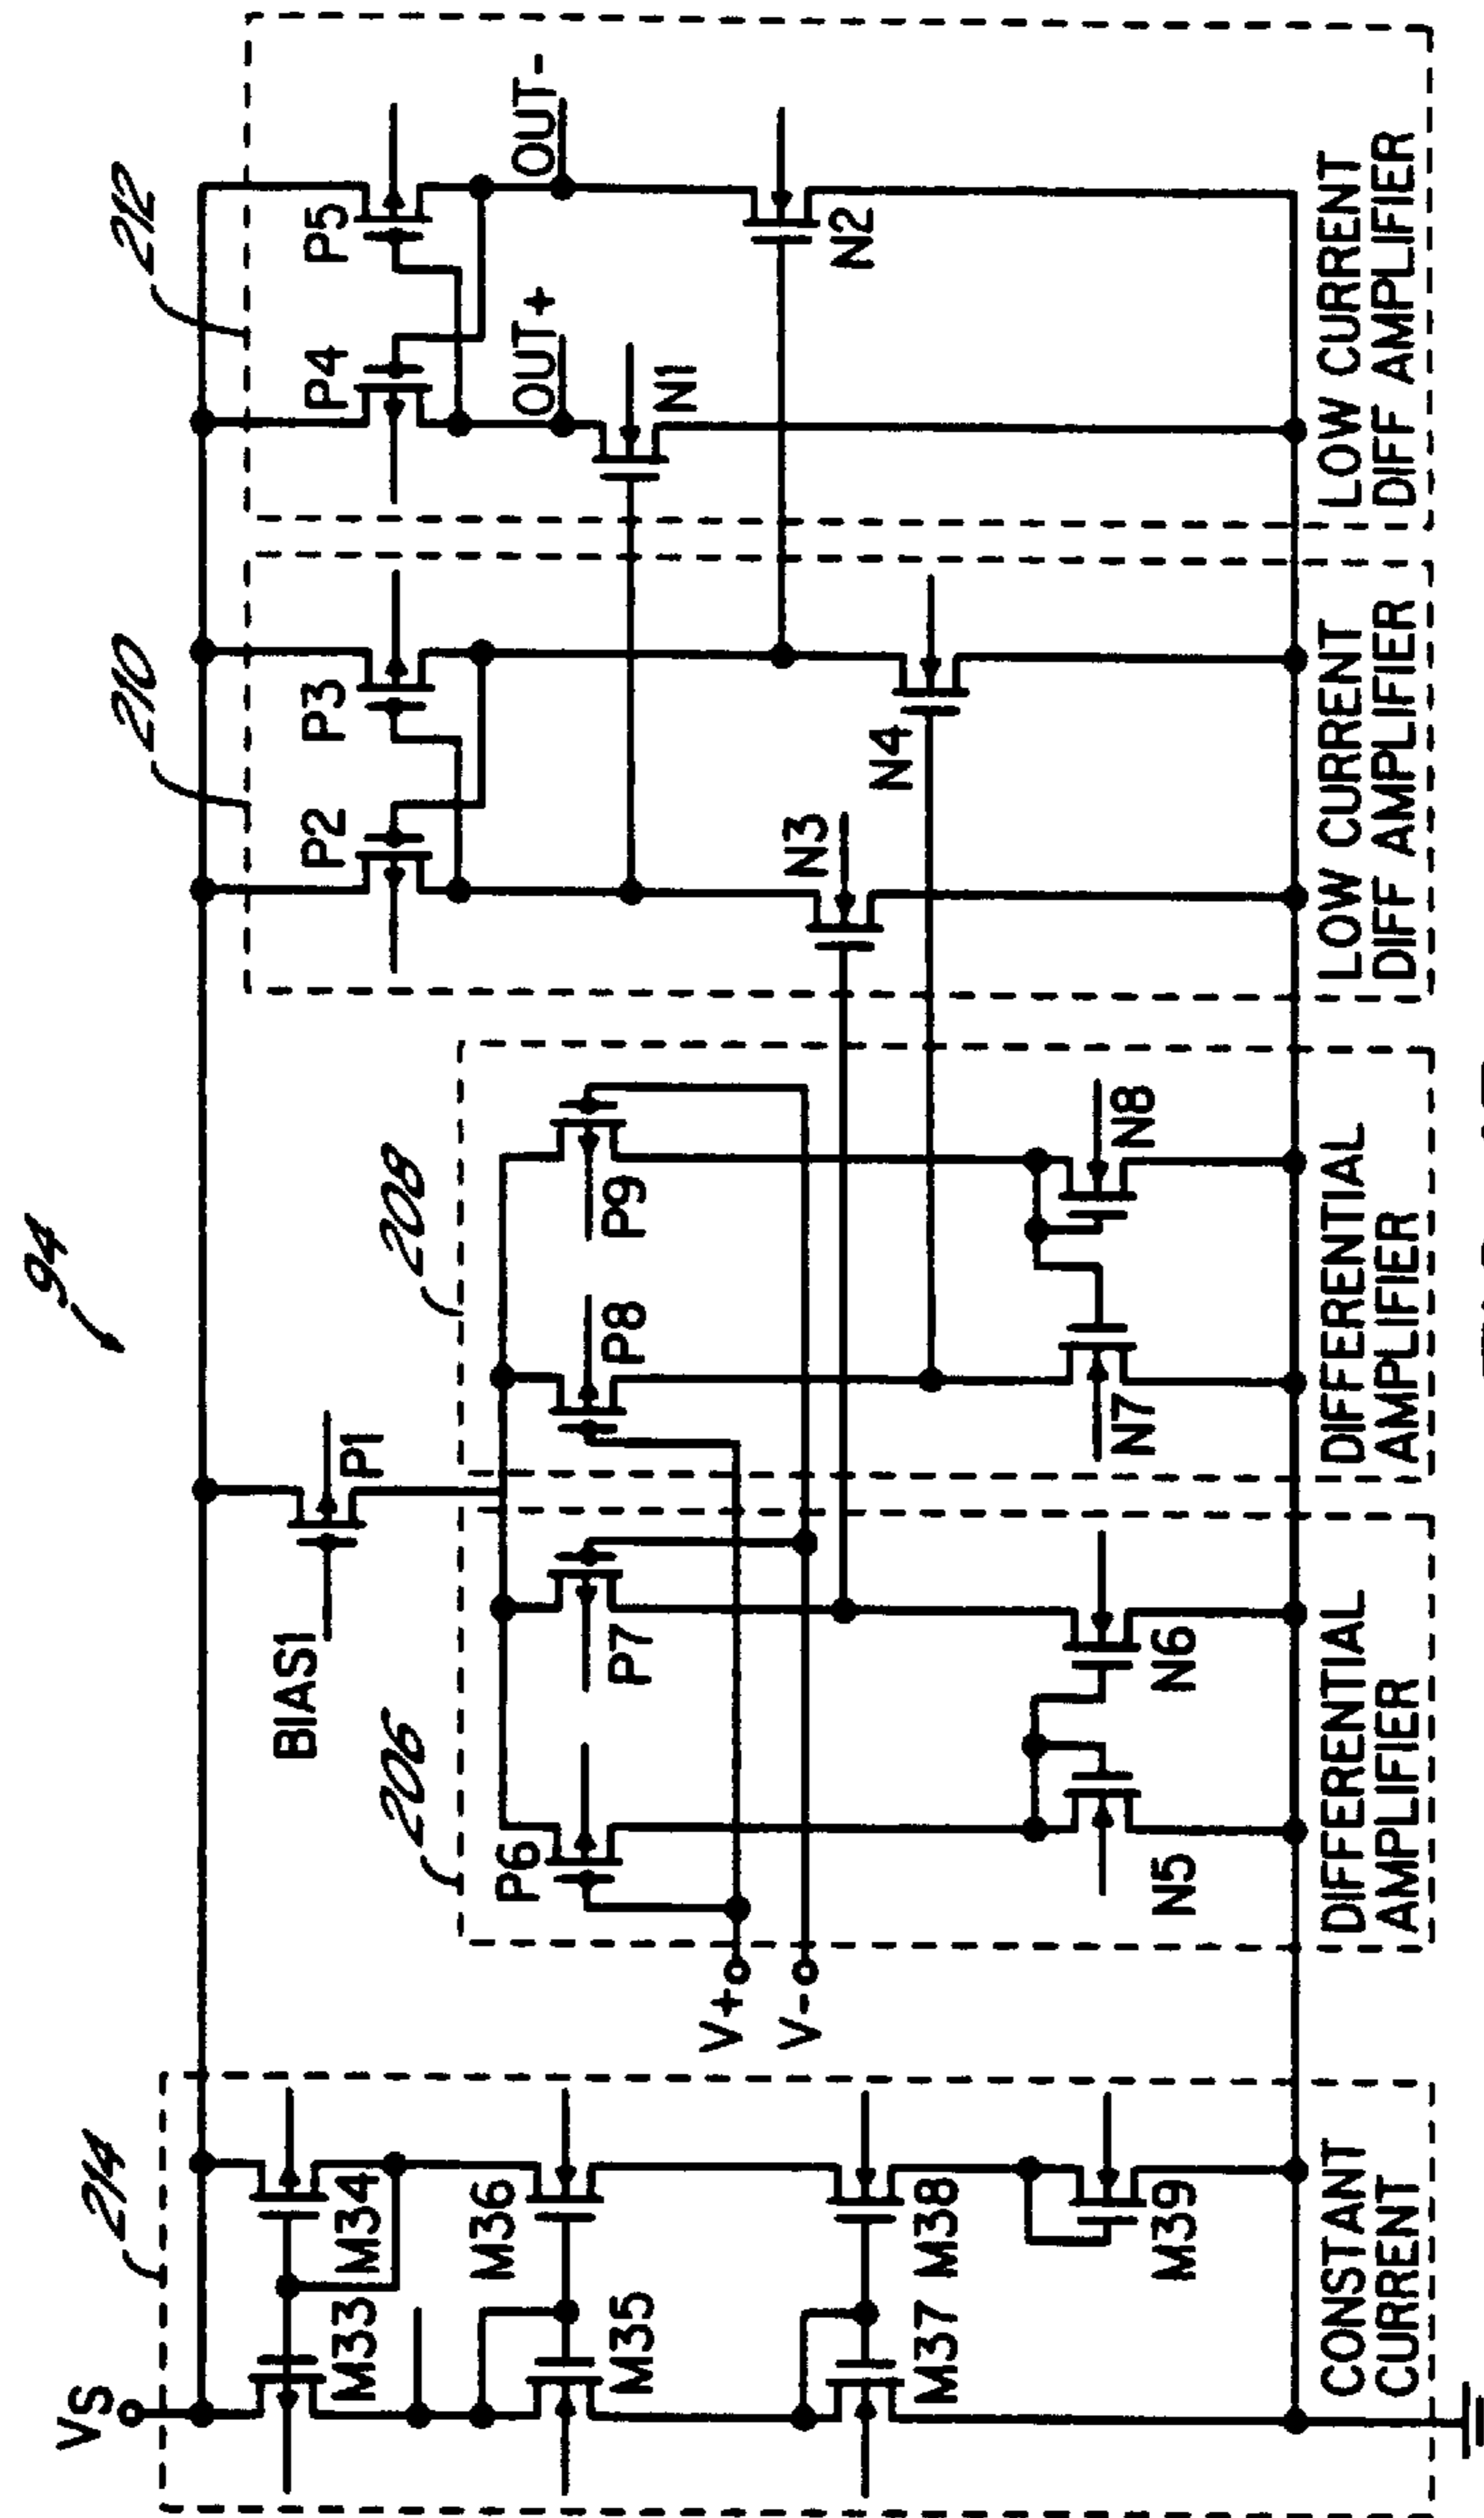 94
VS
214
M33
M34
M35
M36
M37
M38
M39
CONSTANT
CURRENT
V+
V-
206
BIAS1
P1
P6
P7
N5
N6
DIFFERENTIAL
AMPLIFIER
208
P8
P9
N7
N8
DIFFERENTIAL
AMPLIFIER
210
P2
P3
N3
N4
LOW CURRENT
DIFF AMPLIFIER
212
P4
P5
OUT+
OUT-
N1
N2
LOW CURRENT
DIFF AMPLIFIER